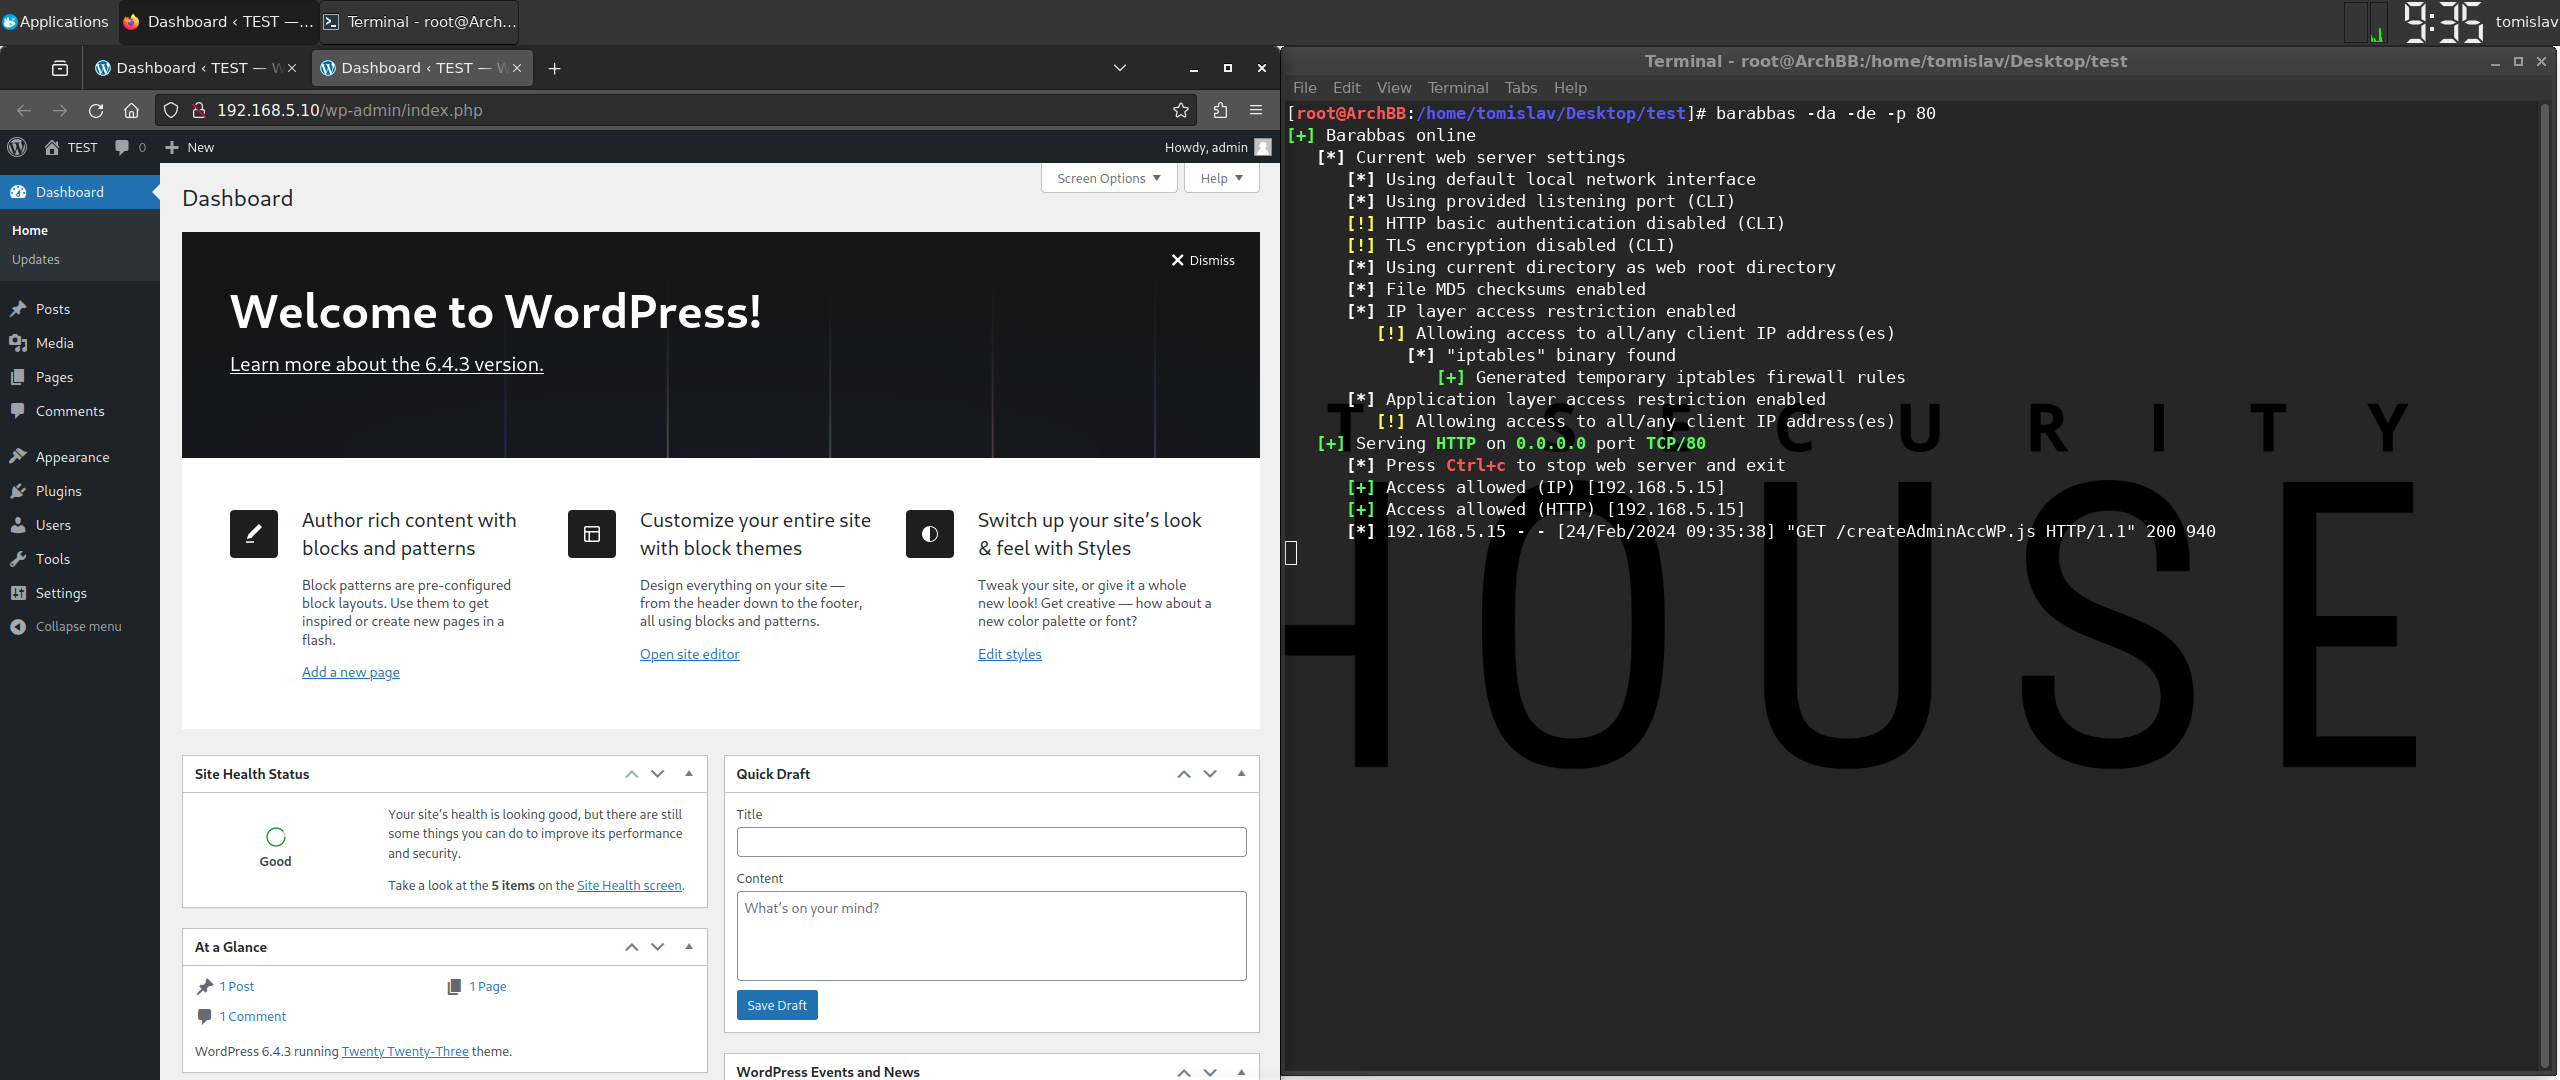 Applications
Dashboard ‹ TEST —...
Terminal - root@Arch...
9:35
tomislav
Dashboard ‹ TEST — W
Dashboard ‹ TEST — W
192.168.5.10/wp-admin/index.php
TEST
0
New
Howdy, admin
Dashboard
Home
Updates
Posts
Media
Pages
Comments
Appearance
Plugins
Users
Tools
Settings
Collapse menu
Screen Options
Help
Dashboard
Dismiss
Welcome to WordPress!
Learn more about the 6.4.3 version.
Author rich content with
blocks and patterns
Block patterns are pre-configured
block layouts. Use them to get
inspired or create new pages in a
flash.
Add a new page
Customize your entire site
with block themes
Design everything on your site —
from the header down to the footer,
all using blocks and patterns.
Open site editor
Switch up your site’s look
& feel with Styles
Tweak your site, or give it a whole
new look! Get creative — how about a
new color palette or font?
Edit styles
Site Health Status
Good
Your site’s health is looking good, but there are still
some things you can do to improve its performance
and security.
Take a look at the 5 items on the Site Health screen.
At a Glance
1 Post
1 Page
1 Comment
WordPress 6.4.3 running Twenty Twenty-Three theme.
Quick Draft
Title
Content
What’s on your mind?
Save Draft
WordPress Events and News
Terminal - root@ArchBB:/home/tomislav/Desktop/test
File Edit View Terminal Tabs Help
[root@ArchBB:/home/tomislav/Desktop/test]# barabbas -da -de -p 80
[+] Barabbas online
[*] Current web server settings
[*] Using default local network interface
[*] Using provided listening port (CLI)
[!] HTTP basic authentication disabled (CLI)
[!] TLS encryption disabled (CLI)
[*] Using current directory as web root directory
[*] File MD5 checksums enabled
[*] IP layer access restriction enabled
[!] Allowing access to all/any client IP address(es)
[*] "iptables" binary found
[+] Generated temporary iptables firewall rules
[*] Application layer access restriction enabled
[!] Allowing access to all/any client IP address(es)
[+] Serving HTTP on 0.0.0.0 port TCP/80
[*] Press Ctrl+c to stop web server and exit
[+] Access allowed (IP) [192.168.5.15]
[+] Access allowed (HTTP) [192.168.5.15]
[*] 192.168.5.15 - - [24/Feb/2024 09:35:38] "GET /createAdminAccWP.js HTTP/1.1" 200 940
T SECURITY
HOUSE